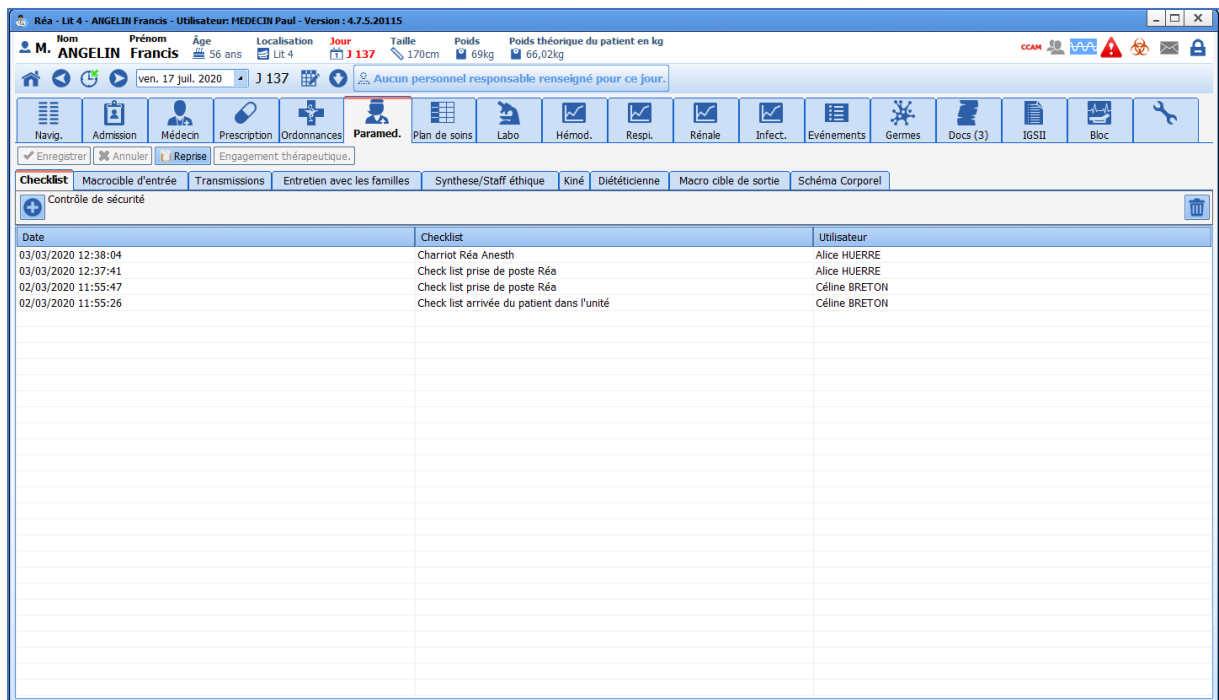 Réa - Lit 4 - ANGELIN Francis - Utilisateur: MEDECIN Paul - Version : 4.7.5.20115
Nom Prénom Âge Localisation Jour Taille Poids Poids théorique du patient en kg
M. ANGELIN Francis 56 ans Lit 4 J 137 170cm 69kg 66,02kg CCAM
ven. 17 juil. 2020 J 137 Aucun personnel responsable renseigné pour ce jour.
Navig. Admission Médecin Prescription Ordonnances Paramed. Plan de soins Labo Hémod. Respi. Rénale Infect. Evénements Germes Docs (3) IGSII Bloc
Enregistrer Annuler Reprise Engagement thérapeutique.
Checklist Macrocible d'entrée Transmissions Entretien avec les familles Synthese/Staff éthique Kiné Diététicienne Macro cible de sortie Schéma Corporel
Contrôle de sécurité
Date Checklist Utilisateur
03/03/2020 12:38:04 Charriot Réa Anesth Alice HUERRE
03/03/2020 12:37:41 Check list prise de poste Réa Alice HUERRE
02/03/2020 11:55:47 Check list prise de poste Réa Céline BRETON
02/03/2020 11:55:26 Check list arrivée du patient dans l'unité Céline BRETON